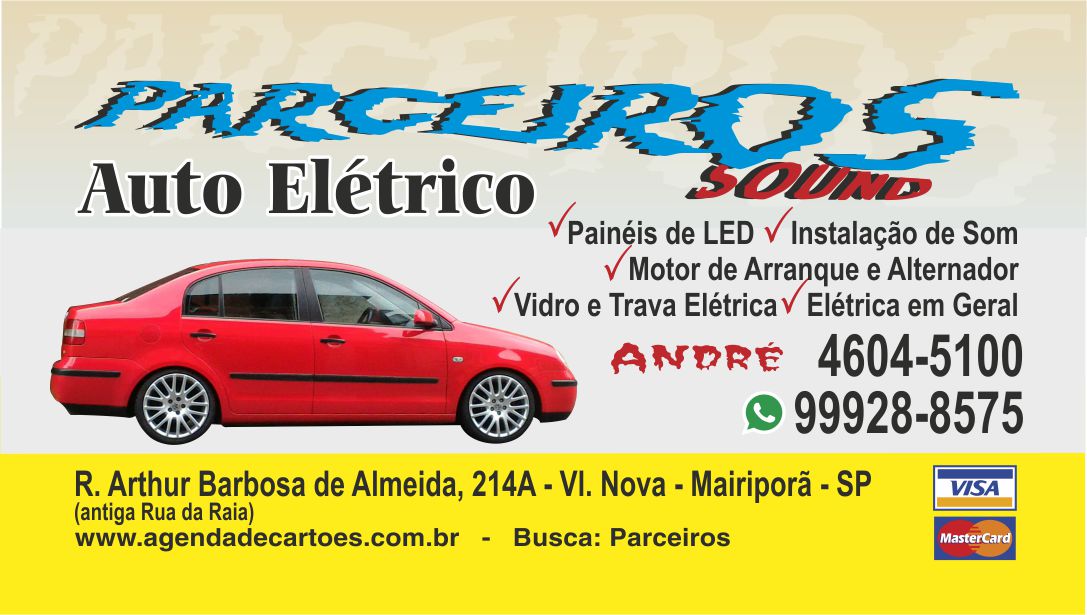 PARCEIROS
PARCEIROS
SOUND
Auto Elétrico
Painéis de LED Instalação de Som
Motor de Arranque e Alternador
Vidro e Trava Elétrica Elétrica em Geral
ANDRÉ 4604-5100
99928-8575
R. Arthur Barbosa de Almeida, 214A - Vl. Nova - Mairiporã - SP
(antiga Rua da Raia)
www.agendadecartoes.com.br - Busca: Parceiros
VISA
MasterCard